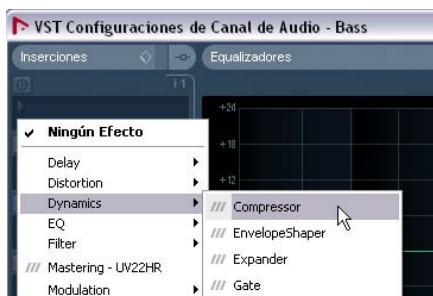 VST Configuraciones de Canal de Audio - Bass
Inserciones
Equalizadores
i 1
+24
+18
+12
Ningún Efecto
Delay
Distortion
Dynamics
EQ
Filter
Mastering - UV22HR
Modulation
Compressor
EnvelopeShaper
Expander
Gate